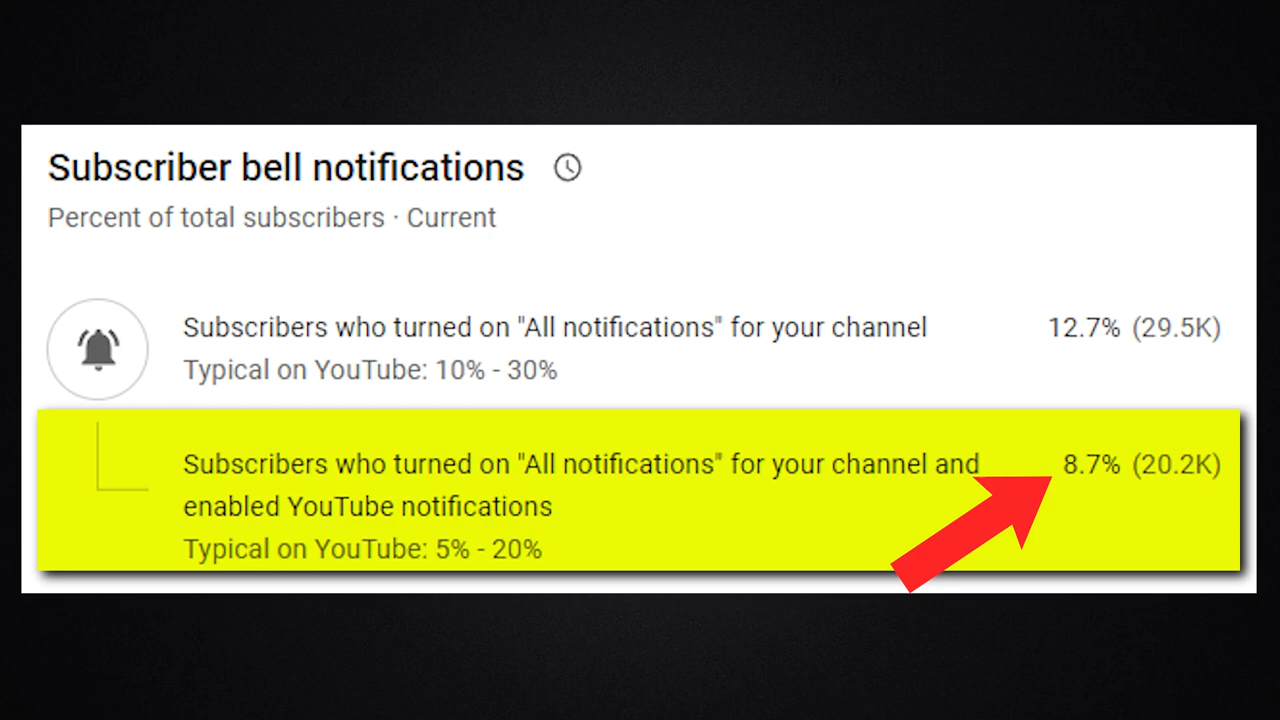 Subscriber bell notifications
Percent of total subscribers · Current
Subscribers who turned on "All notifications" for your channel 12.7% (29.5K)
Typical on YouTube: 10% - 30%
Subscribers who turned on "All notifications" for your channel and 8.7% (20.2K)
enabled YouTube notifications
Typical on YouTube: 5% - 20%